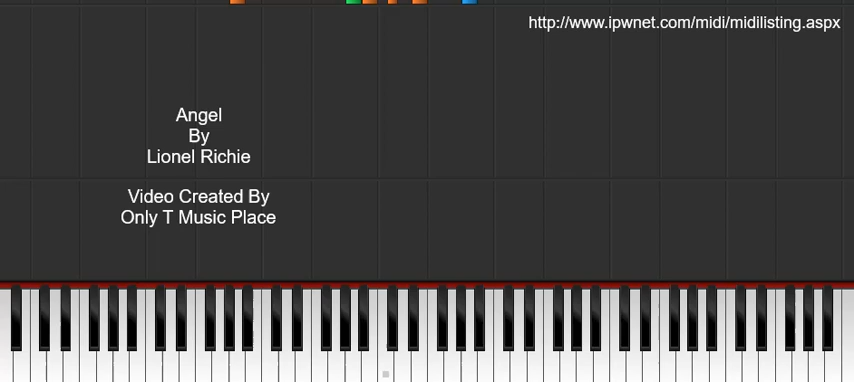 http://www.ipwnet.com/midi/midilisting.aspx
Angel
By
Lionel Richie
Video Created By
Only T Music Place